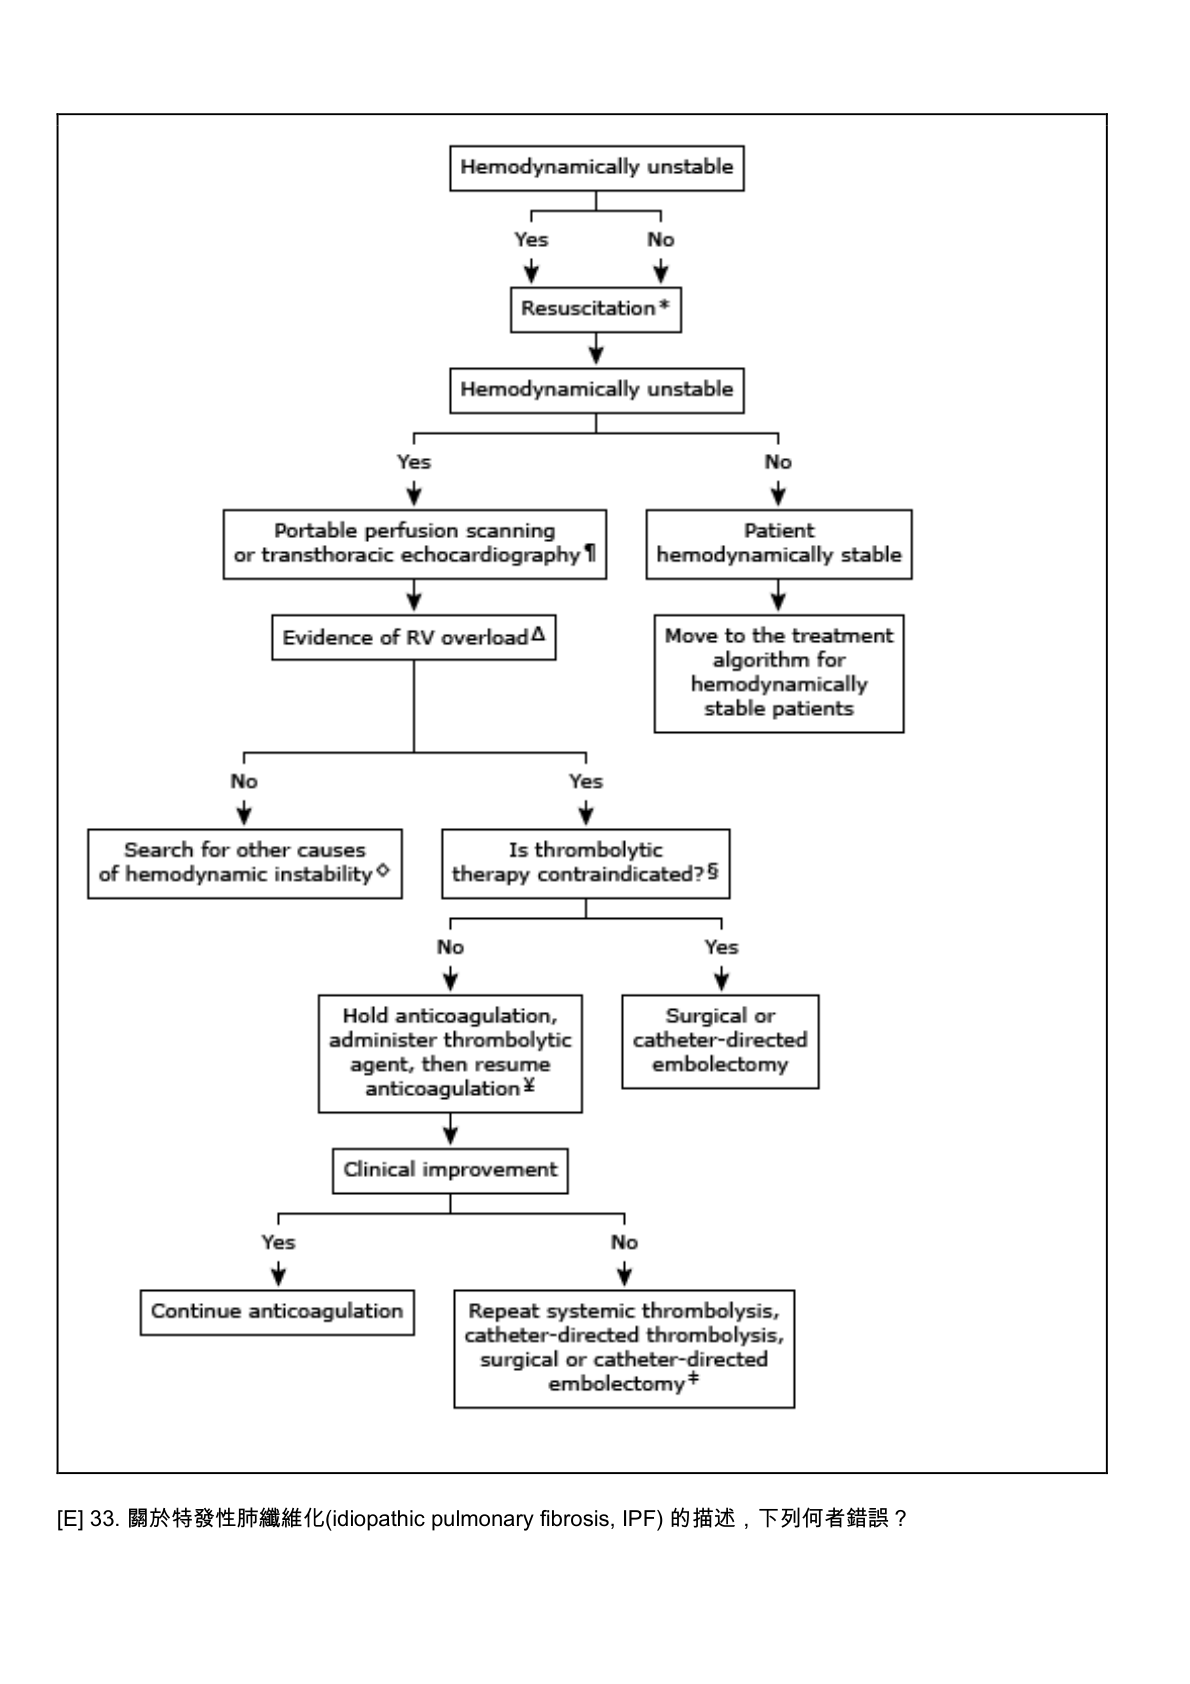 Hemodynamically unstable
Yes
No
Resuscitation*
Hemodynamically unstable
Yes
No
Portable perfusion scanning
or transthoracic echocardiography¶
Patient
hemodynamically stable
Evidence of RV overloadΔ
Move to the treatment
algorithm for
hemodynamically
stable patients
No
Yes
Search for other causes
of hemodynamic instability◇
Is thrombolytic
therapy contraindicated?§
No
Yes
Hold anticoagulation,
administer thrombolytic
agent, then resume
anticoagulation¥
Surgical or
catheter-directed
embolectomy
Clinical improvement
Yes
No
Continue anticoagulation
Repeat systemic thrombolysis,
catheter-directed thrombolysis,
surgical or catheter-directed
embolectomy‡
[E] 33. 關於特發性肺纖維化(idiopathic pulmonary fibrosis, IPF) 的描述，下列何者錯誤？